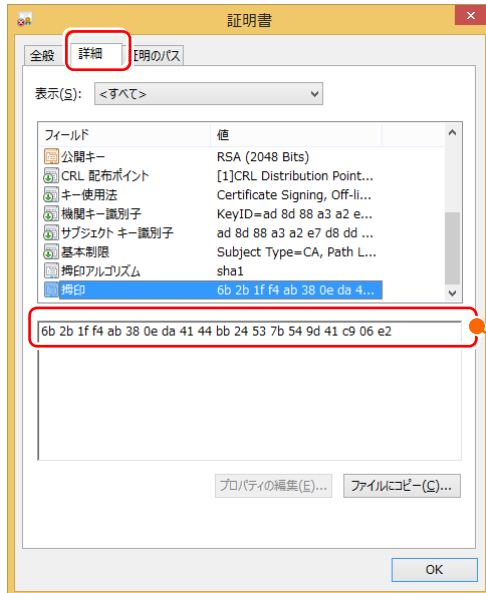 証明書
全般 詳細 証明のパス
表示(S): <すべて>
フィールド 値
公開キー RSA (2048 Bits)
CRL 配布ポイント [1]CRL Distribution Point...
キー使用法 Certificate Signing, Off-li...
機関キー識別子 KeyID=ad 8d 88 a3 a2 e...
サブジェクト キー識別子 ad 8d 88 a3 a2 e7 d8 dd ...
基本制限 Subject Type=CA, Path L...
拇印アルゴリズム sha1
拇印 6b 2b 1f f4 ab 38 0e da 4...
6b 2b 1f f4 ab 38 0e da 41 44 bb 24 53 7b 54 9d 41 c9 06 e2
プロパティの編集(E)... ファイルにコピー(C)...
OK